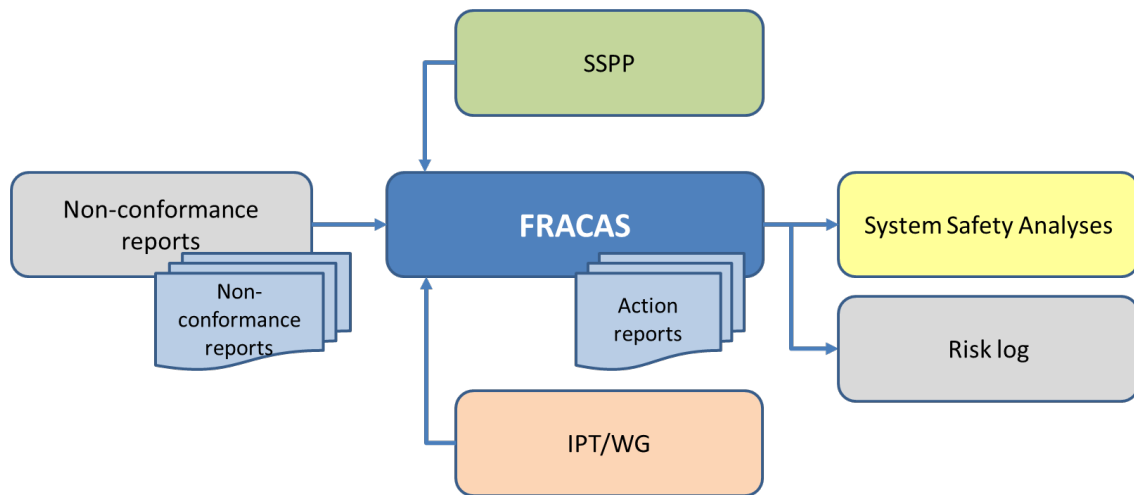 SSPP
Non-conformance
reports
FRACAS
System Safety Analyses
Non-
conformance
reports
Action
reports
Risk log
IPT/WG